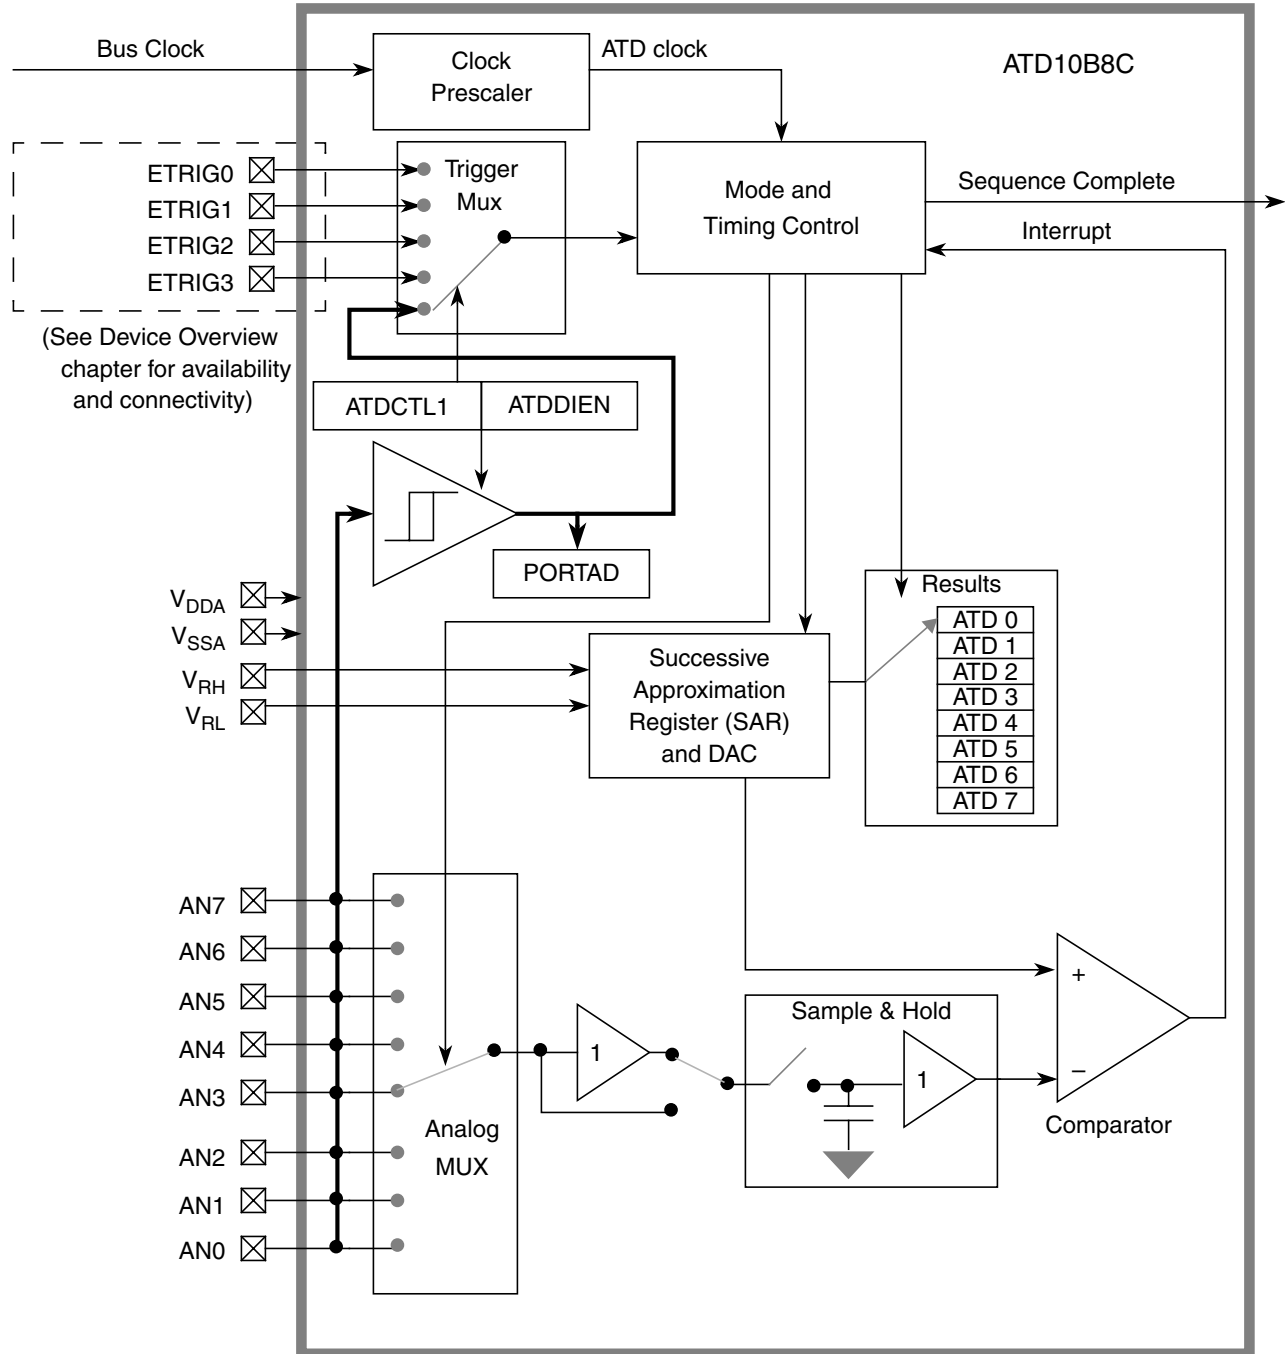 Bus Clock
Clock
Prescaler
ATD clock
ATD10B8C
ETRIG0
ETRIG1
ETRIG2
ETRIG3
(See Device Overview
chapter for availability
and connectivity)
Trigger
Mux
Mode and
Timing Control
Sequence Complete
Interrupt
ATDCTL1
ATDDIEN
PORTAD
VDDA
VSSA
VRH
VRL
Successive
Approximation
Register (SAR)
and DAC
Results
ATD 0
ATD 1
ATD 2
ATD 3
ATD 4
ATD 5
ATD 6
ATD 7
AN7
AN6
AN5
AN4
AN3
AN2
AN1
AN0
Analog
MUX
1
Sample & Hold
1
+
−
Comparator